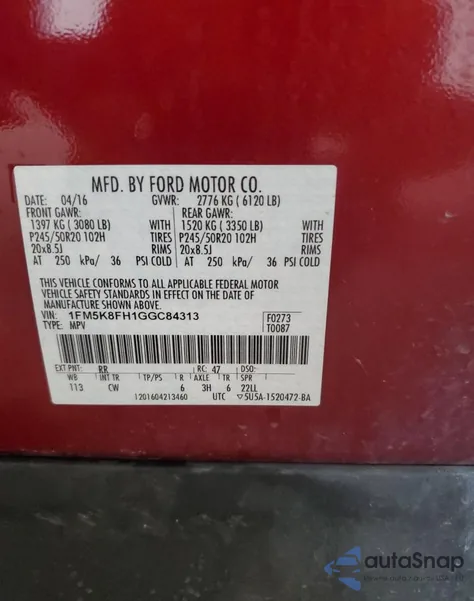 MFD. BY FORD MOTOR CO.
DATE: 04/16 GVWR: 2776 KG ( 6120 LB)
FRONT GAWR: REAR GAWR:
1397 KG ( 3080 LB) WITH 1520 KG ( 3350 LB) WITH
P245/50R20 102H TIRES P245/50R20 102H TIRES
20x8.5J RIMS 20x8.5J RIMS
AT 250 kPa/ 36 PSI COLD AT 250 kPa/ 36 PSI COLD
THIS VEHICLE CONFORMS TO ALL APPLICABLE FEDERAL MOTOR
VEHICLE SAFETY STANDARDS IN EFFECT ON THE DATE OF
MANUFACTURE SHOWN ABOVE.
VIN: 1FM5K8FH1GGC84313 F0273
TYPE: MPV T0087
EXT PNT: RR RC: 47 DSO:
WB INT TR TP/PS R AXLE TR SPR
113 CW 6 3H 6 22LL
1201604213460 UTC ▽5U5A-1520472-BA
autoSnap